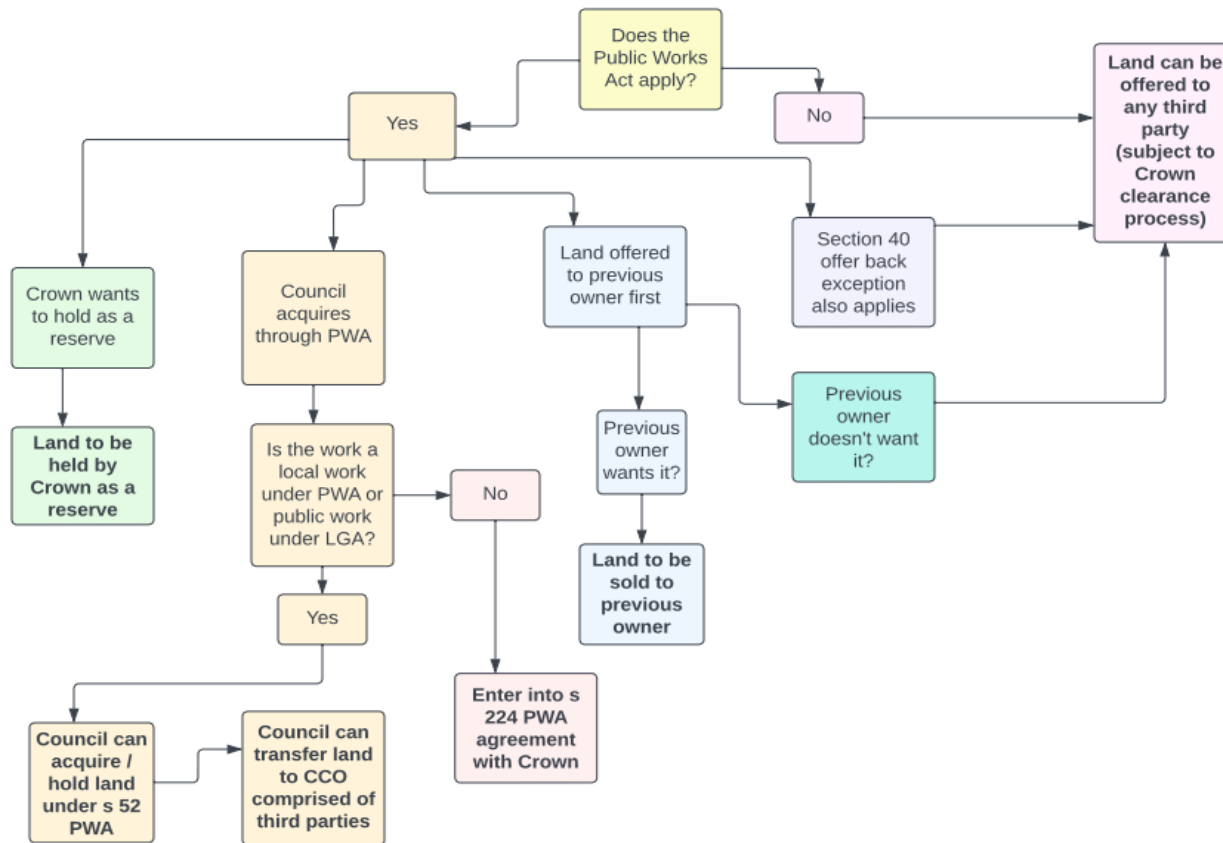 Does the
Public Works
Act apply?
Yes
No
Land can be
offered to
any third
party
(subject to
Crown
clearance
process)
Crown wants
to hold as a
reserve
Land to be
held by
Crown as a
reserve
Council
acquires
through PWA
Is the work a
local work
under PWA or
public work
under LGA?
No
Yes
Enter into s
224 PWA
agreement
with Crown
Council can
acquire /
hold land
under s 52
PWA
Council can
transfer land
to CCO
comprised of
third parties
Land offered
to previous
owner first
Previous
owner
wants it?
Land to be
sold to
previous
owner
Previous
owner
doesn't want
it?
Section 40
offer back
exception
also applies